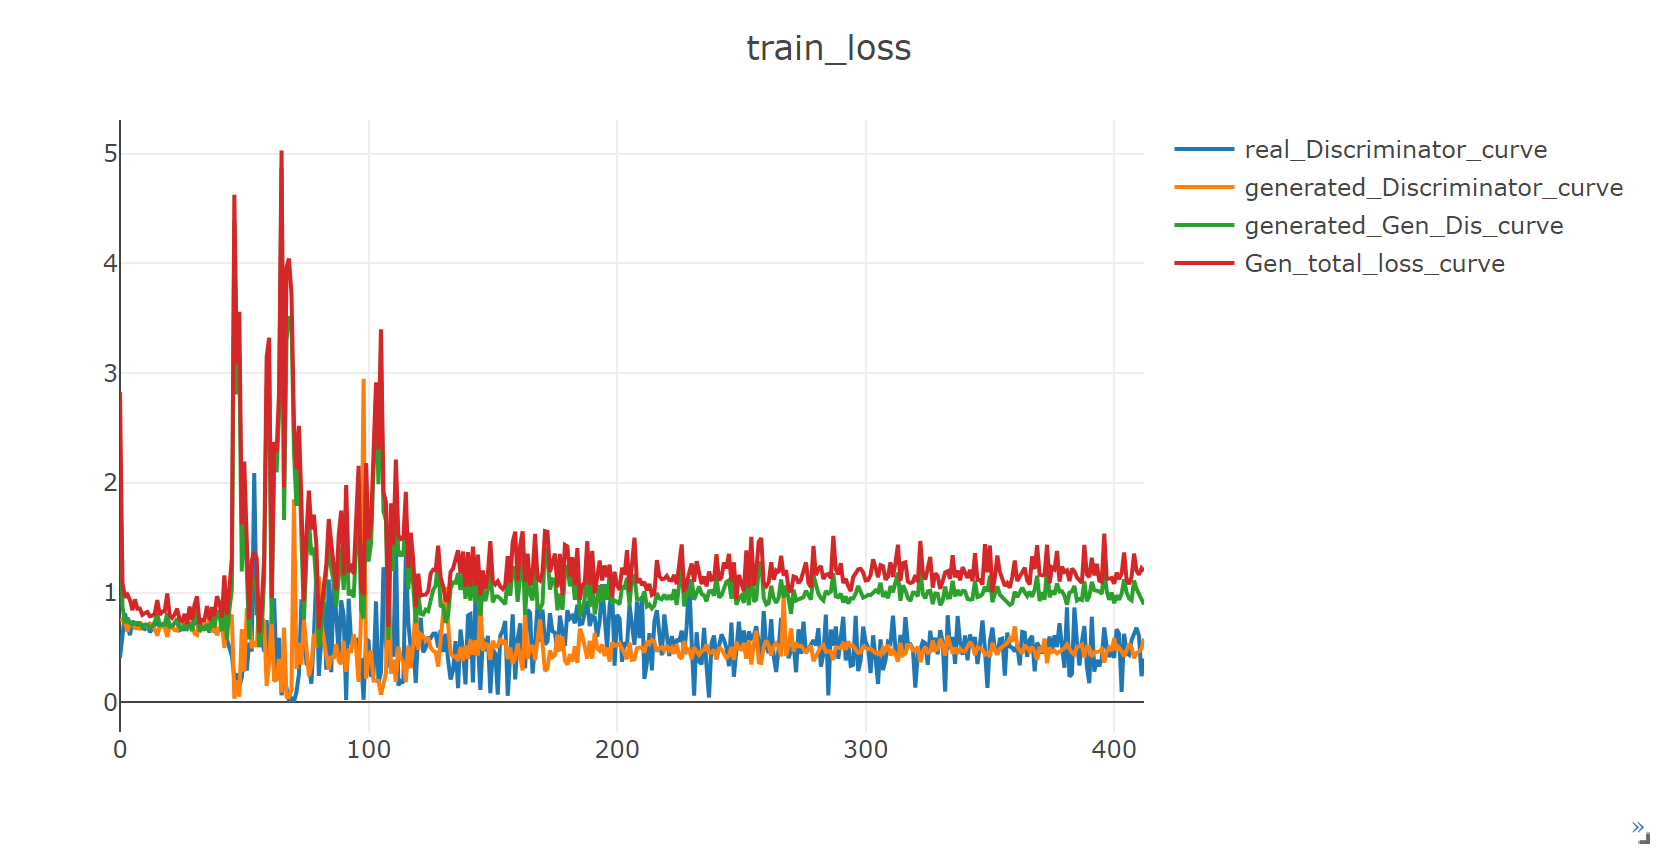 train_loss
5
4
3
2
1
0
0 100 200 300 400
real_Discriminator_curve
generated_Discriminator_curve
generated_Gen_Dis_curve
Gen_total_loss_curve
»